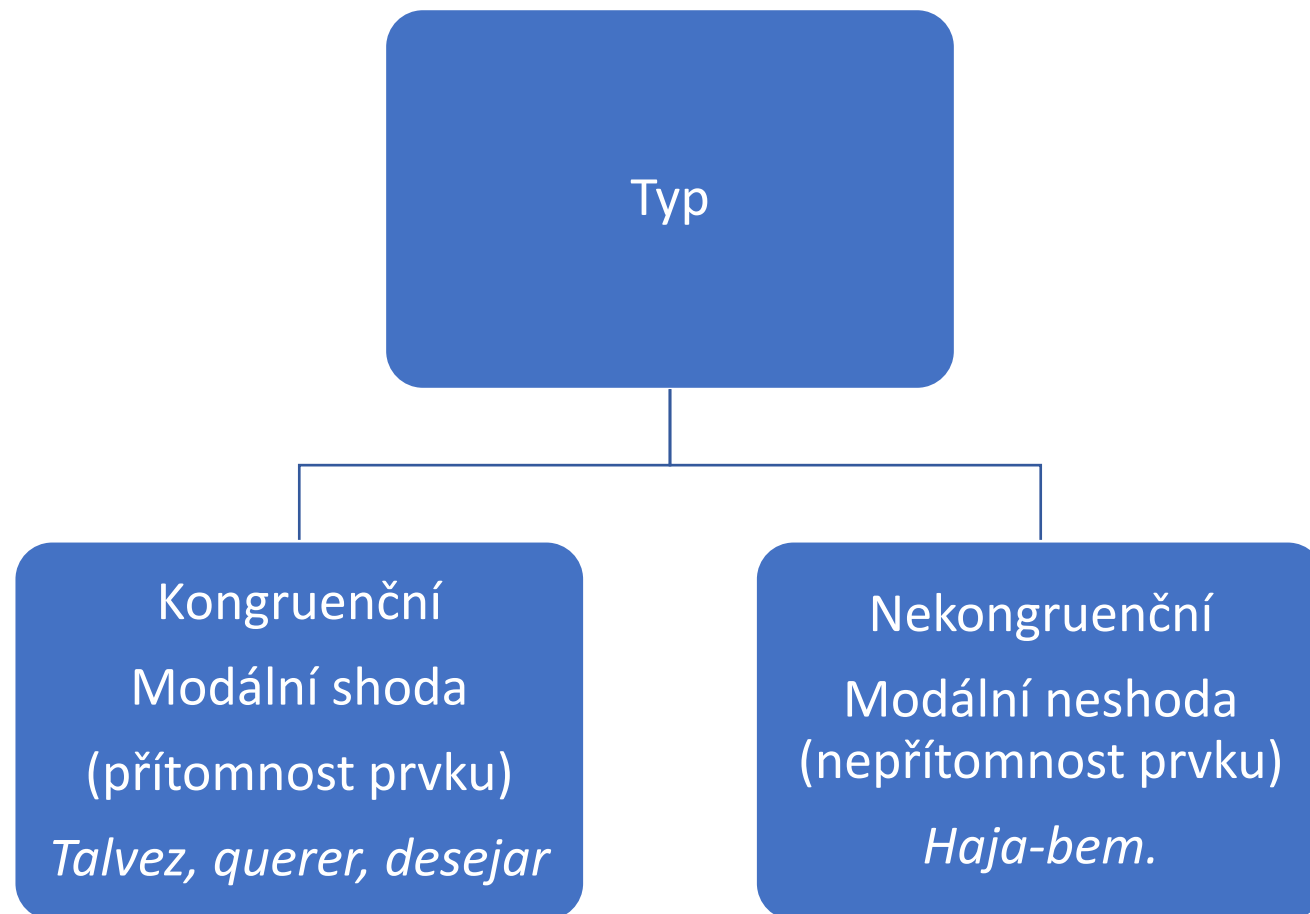 Typ
Kongruenční
Modální shoda
(přítomnost prvku)
Talvez, querer, desejar
Nekongruenční
Modální neshoda
(nepřítomnost prvku)
Haja-bem.